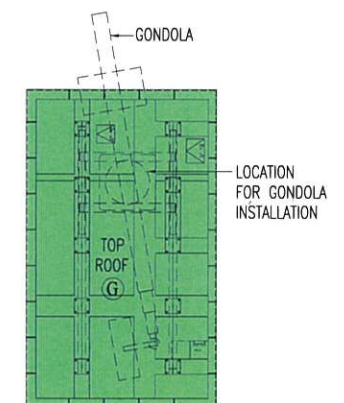 GONDOLA
LOCATION
FOR GONDOLA
INSTALLATION
TOP
ROOF
G